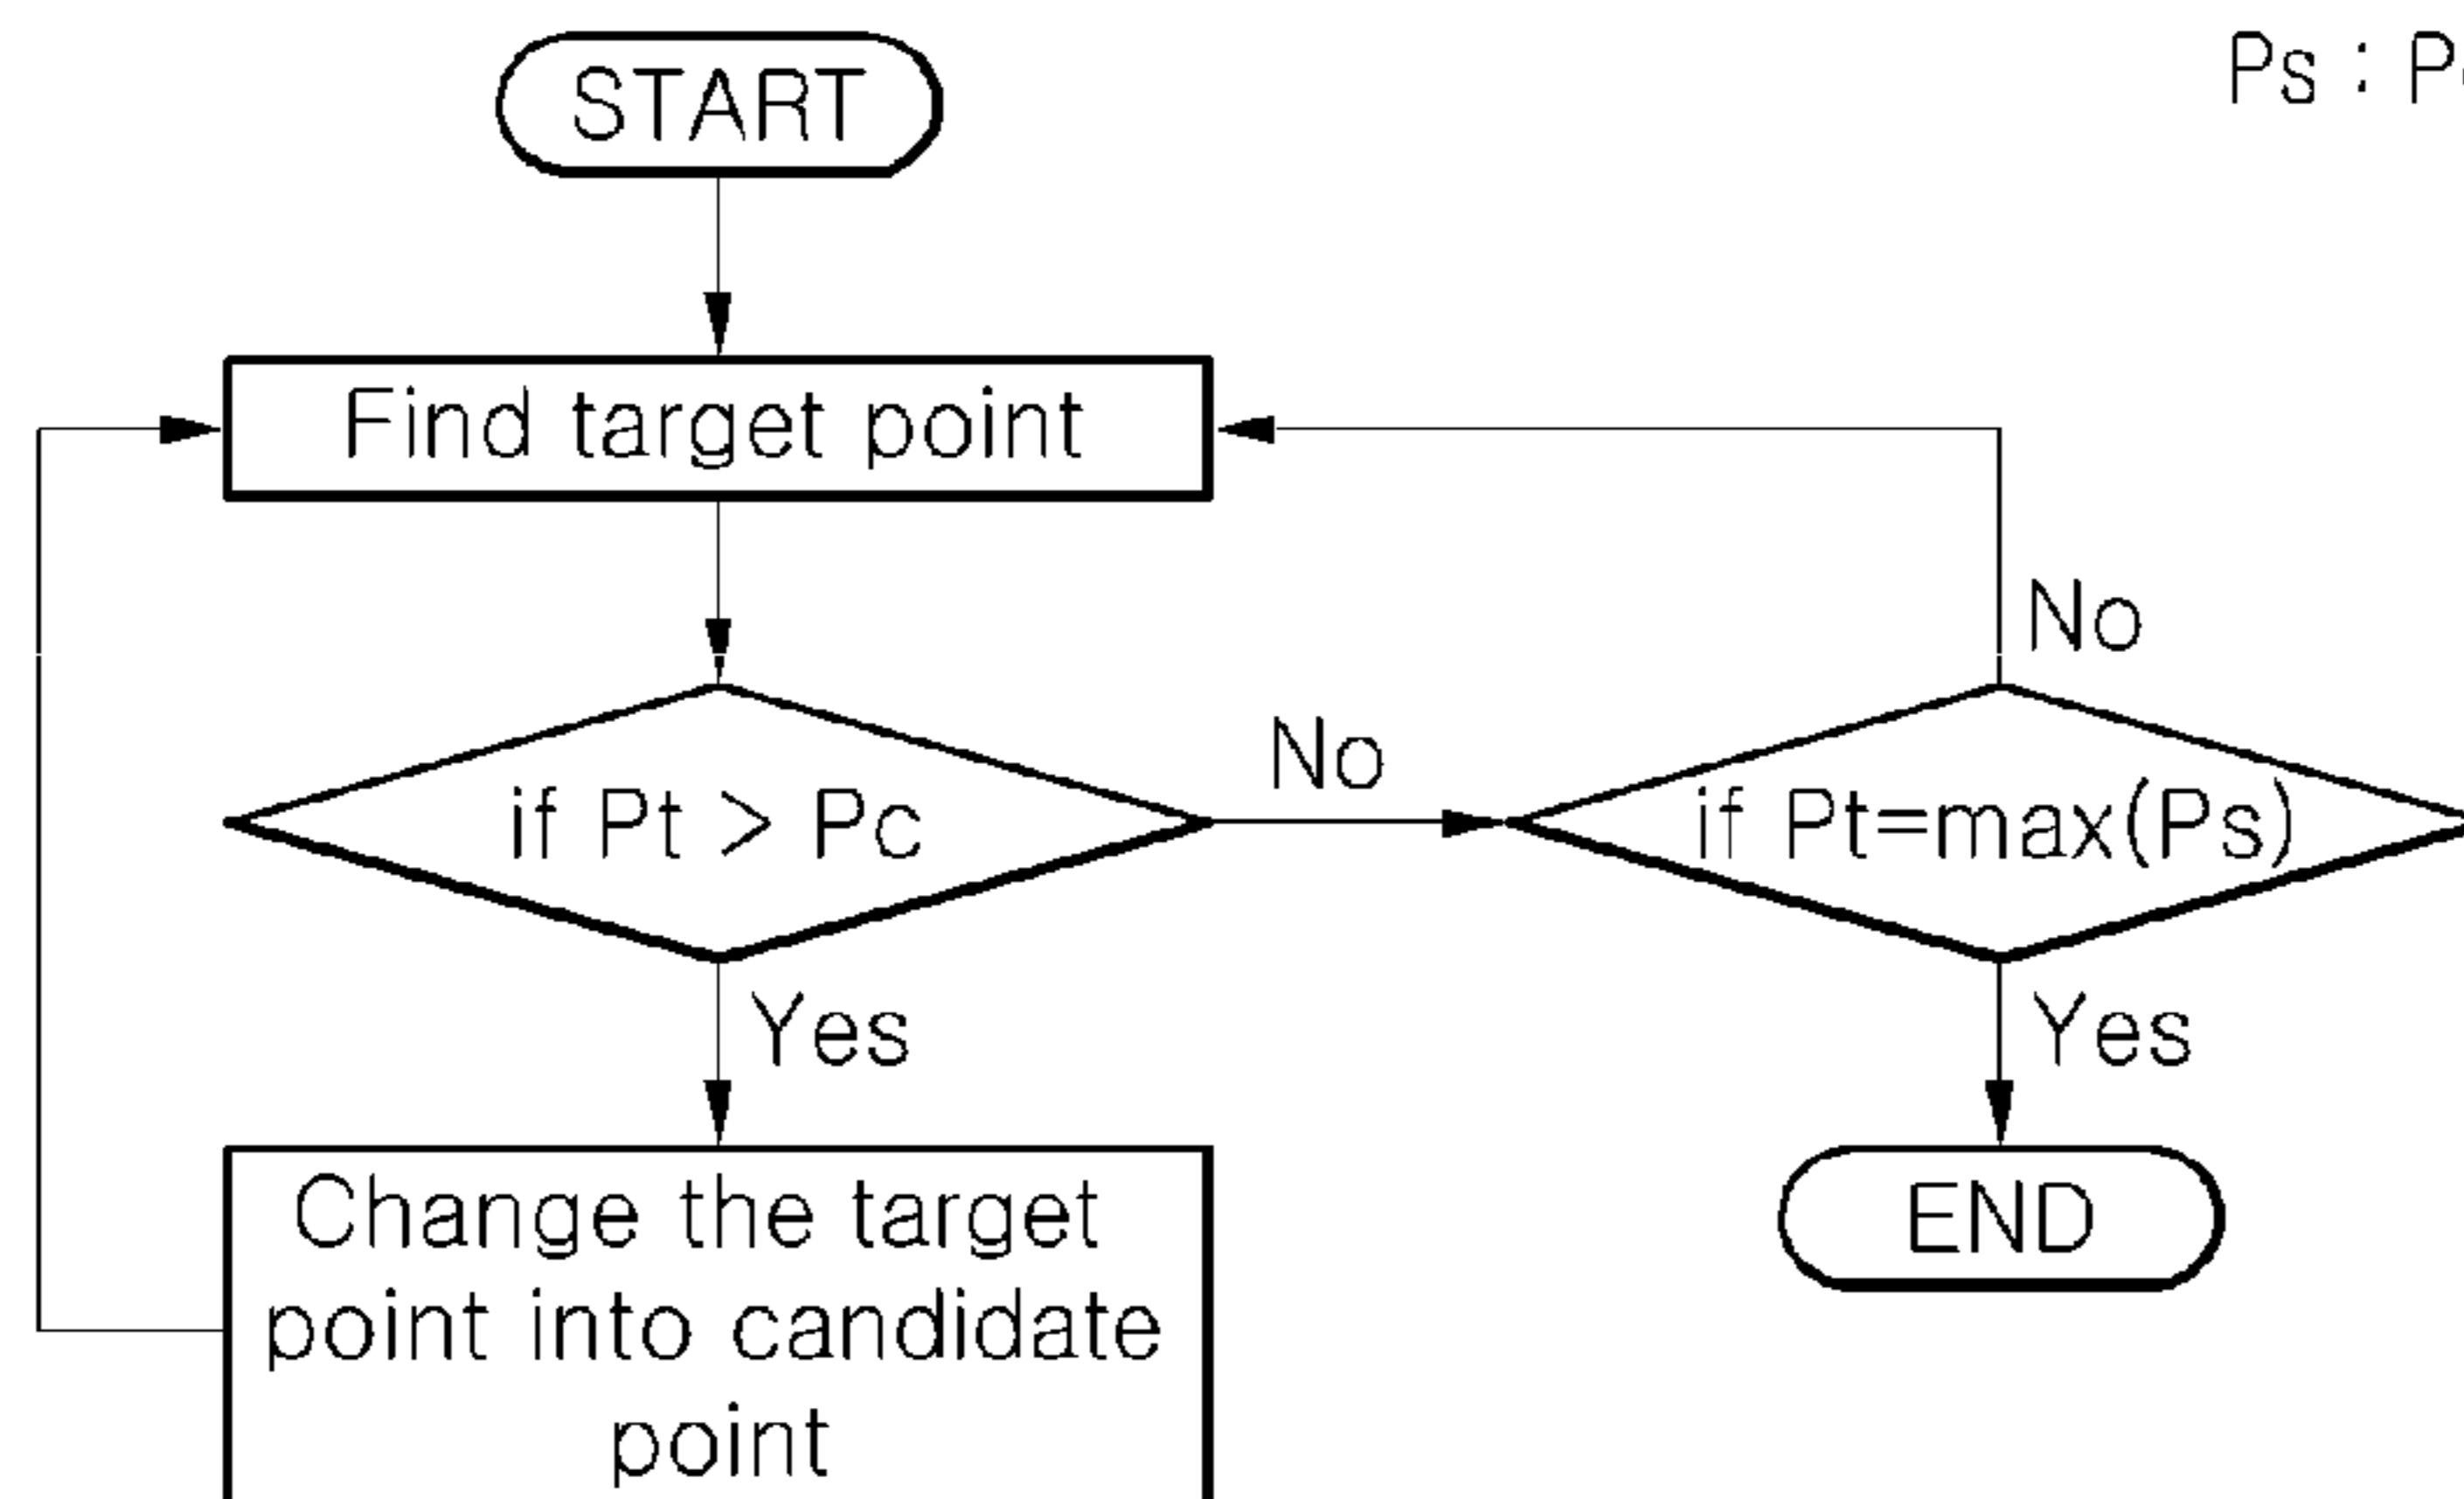 START
Ps :
Find target point
No
No
if Pt > Pc
if Pt=max(Ps)
Yes
Yes
Change the target
point into candidate
point
END